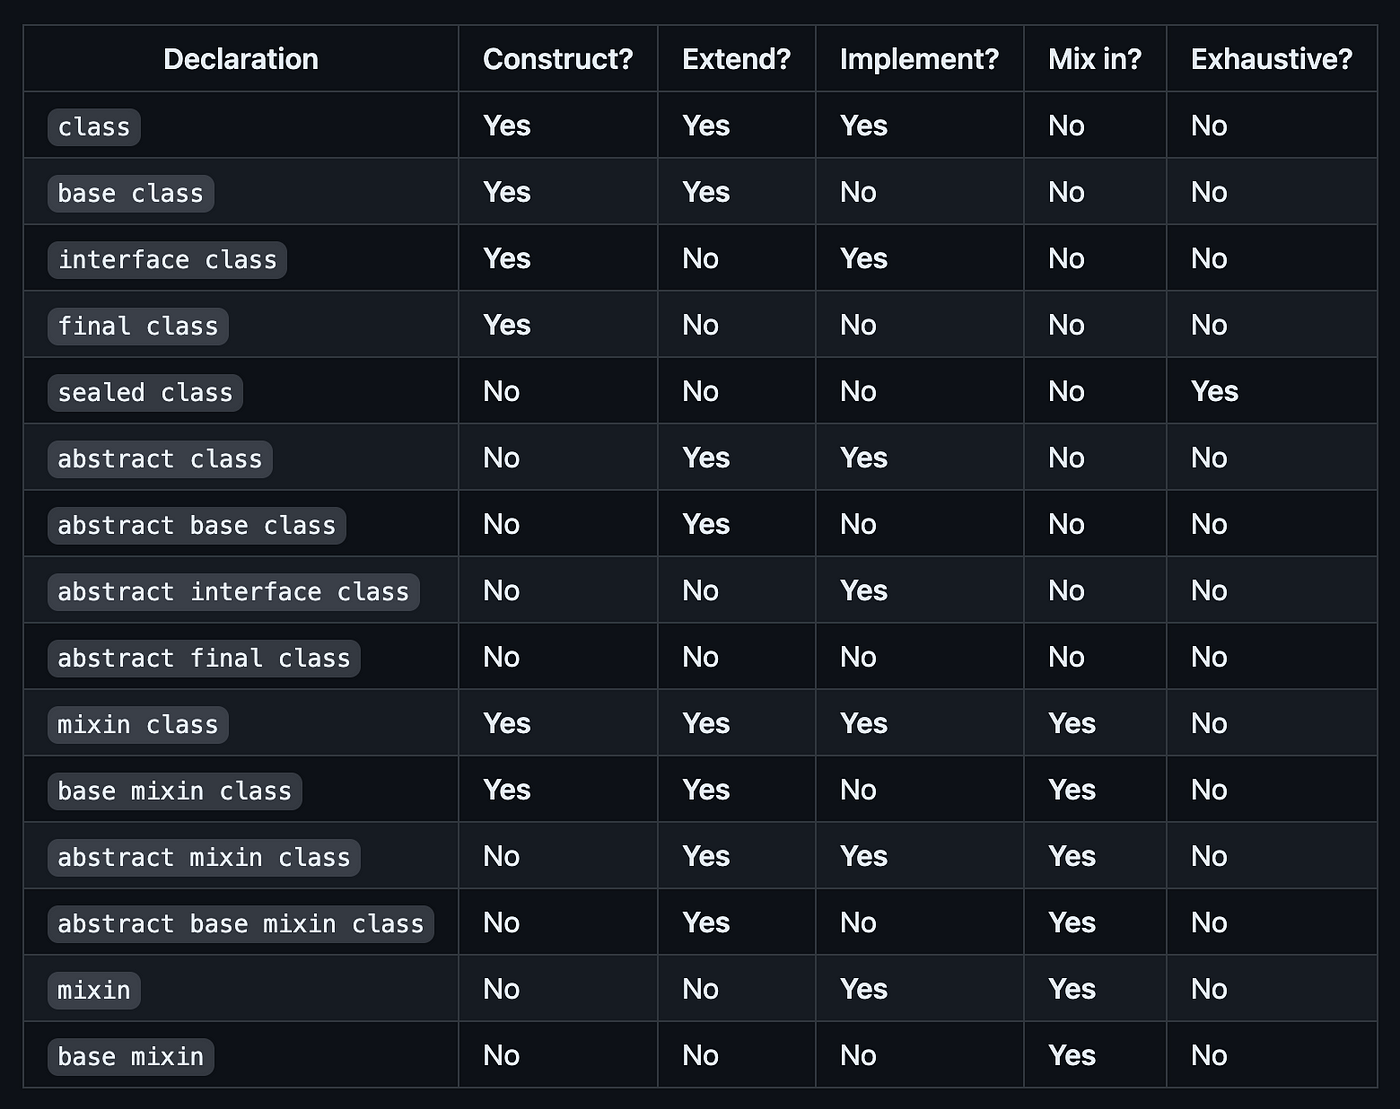 Declaration Construct? Extend? Implement? Mix in? Exhaustive?
class Yes Yes Yes No No
base class Yes Yes No No No
interface class Yes No Yes No No
final class Yes No No No No
sealed class No No No No Yes
abstract class No Yes Yes No No
abstract base class No Yes No No No
abstract interface class No No Yes No No
abstract final class No No No No No
mixin class Yes Yes Yes Yes No
base mixin class Yes Yes No Yes No
abstract mixin class No Yes Yes Yes No
abstract base mixin class No Yes No Yes No
mixin No No Yes Yes No
base mixin No No No Yes No